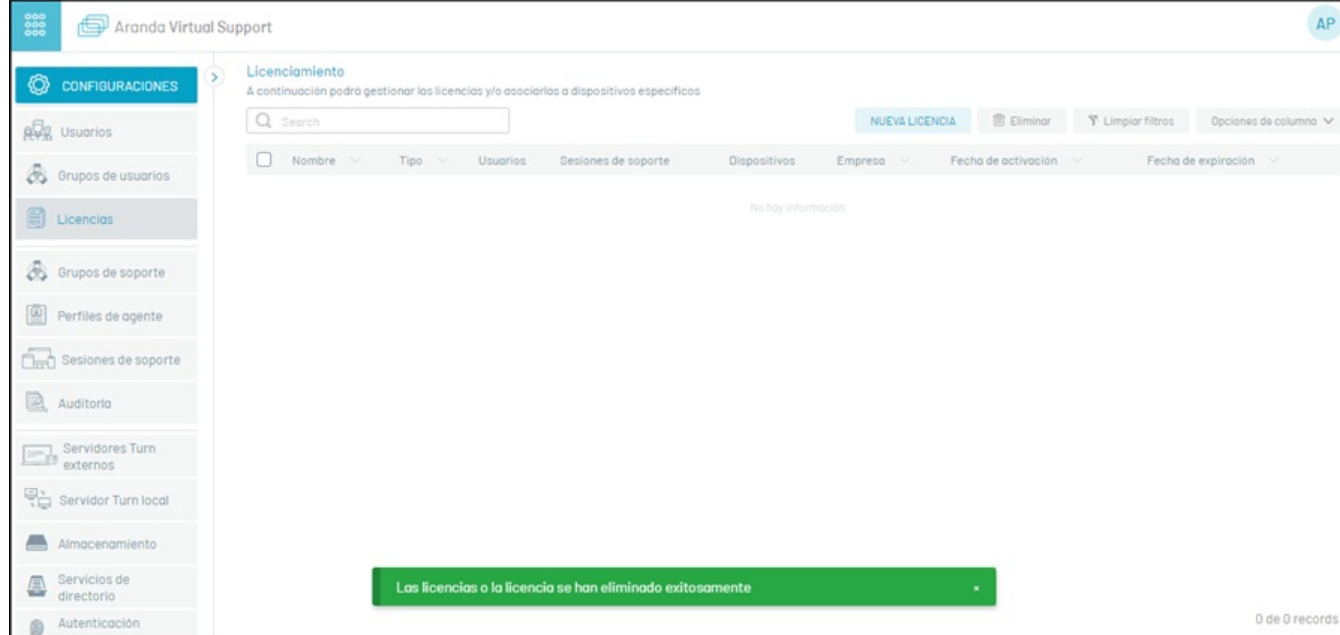 Aranda Virtual Support
AP
CONFIGURACIONES
Usuarios
Grupos de usuarios
Licencias
Grupos de soporte
Perfiles de agente
Sesiones de soporte
Auditoría
Servidores Turn
externos
Servidor Turn local
Almacenamiento
Servicios de
directorio
Autenticación
Licenciamiento
A continuación podrá gestionar las licencias y/o asociarlas a dispositivos específicos
Search
NUEVA LICENCIA Eliminar Limpiar filtros Opciones de columna
Nombre Tipo Usuarios Sesiones de soporte Dispositivos Empresa Fecha de activación Fecha de expiración
No hay información
Las licencias o la licencia se han eliminado exitosamente ×
0 de 0 records